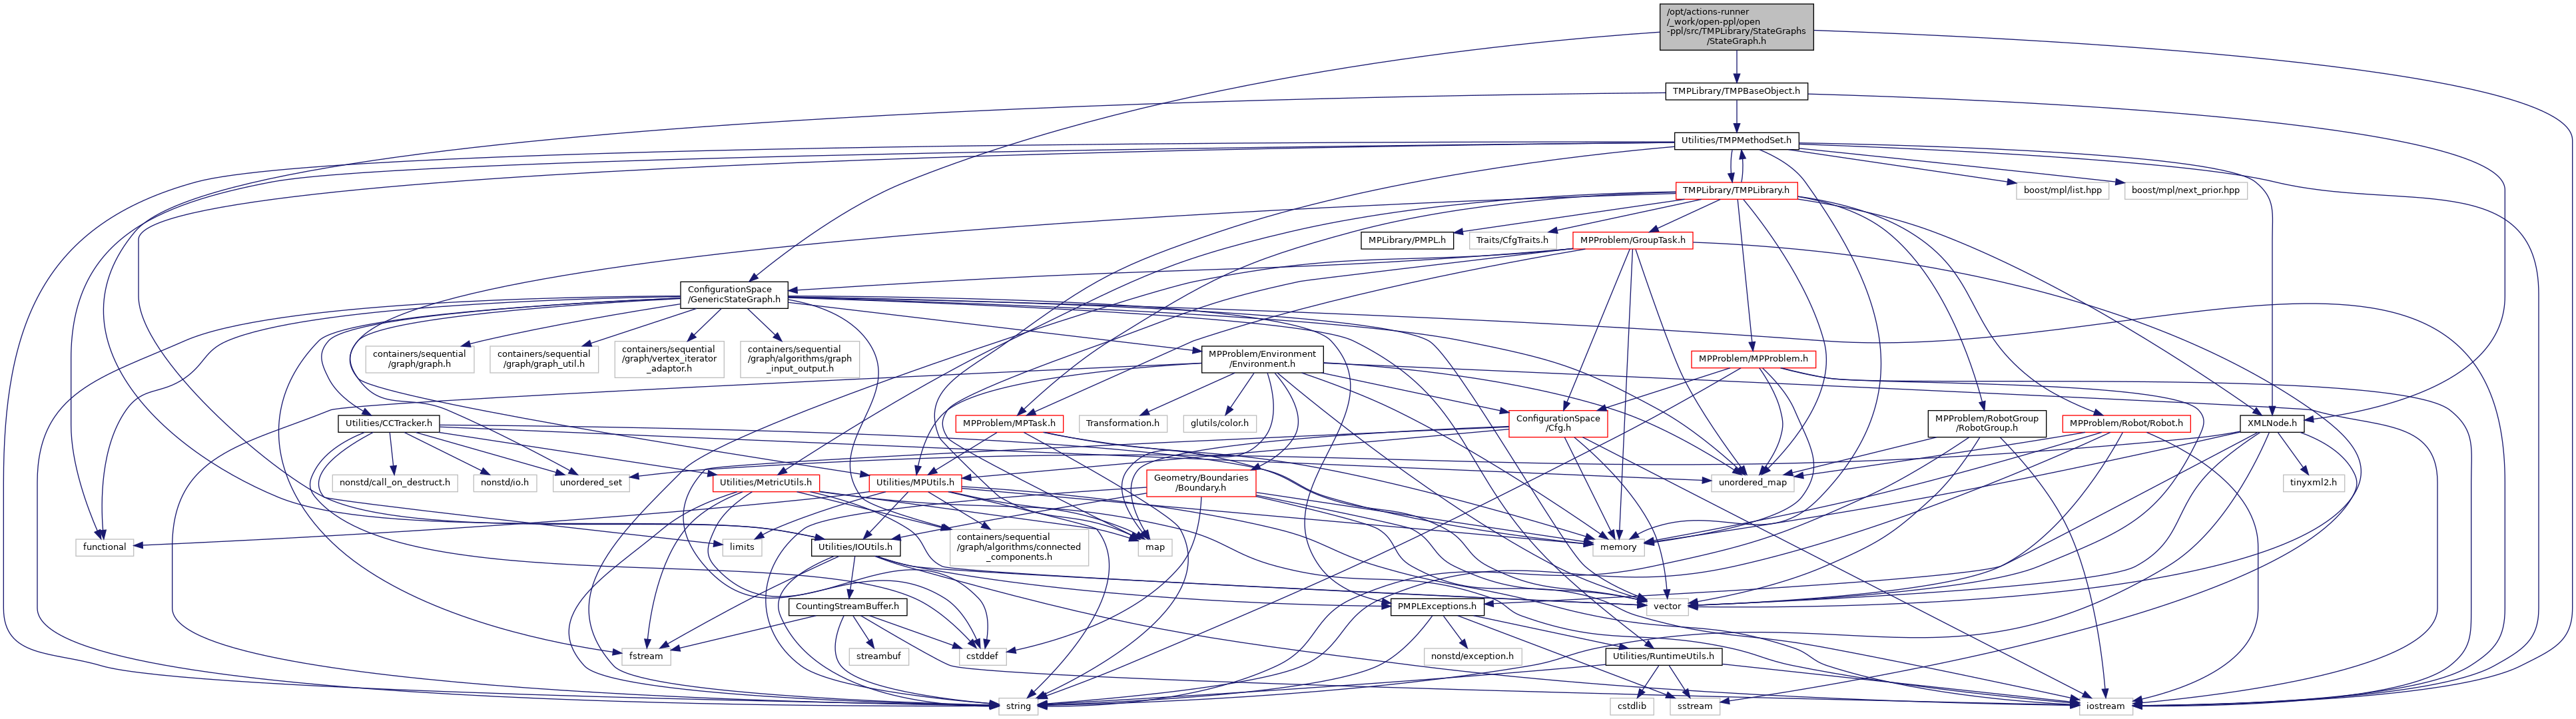 /opt/actions-runner
/_work/open-ppl/open
-ppl/src/TMPLibrary/StateGraphs
/StateGraph.h
TMPLibrary/TMPBaseObject.h
Utilities/TMPMethodSet.h
TMPLibrary/TMPLibrary.h
boost/mpl/list.hpp
boost/mpl/next_prior.hpp
MPLibrary/PMPL.h
Traits/CfgTraits.h
MPProblem/GroupTask.h
ConfigurationSpace
/GenericStateGraph.h
containers/sequential
/graph/graph.h
containers/sequential
/graph/graph_util.h
containers/sequential
/graph/vertex_iterator
_adaptor.h
containers/sequential
/graph/algorithms/graph
_input_output.h
MPProblem/Environment
/Environment.h
MPProblem/MPProblem.h
Utilities/CCTracker.h
MPProblem/MPTask.h
Transformation.h
glutils/color.h
ConfigurationSpace
/Cfg.h
MPProblem/RobotGroup
/RobotGroup.h
MPProblem/Robot/Robot.h
XMLNode.h
nonstd/call_on_destruct.h
nonstd/io.h
unordered_set
Utilities/MetricUtils.h
Utilities/MPUtils.h
Geometry/Boundaries
/Boundary.h
unordered_map
tinyxml2.h
functional
limits
Utilities/IOUtils.h
containers/sequential
/graph/algorithms/connected
_components.h
map
memory
CountingStreamBuffer.h
PMPLExceptions.h
vector
fstream
streambuf
cstddef
nonstd/exception.h
Utilities/RuntimeUtils.h
string
cstdlib
sstream
iostream